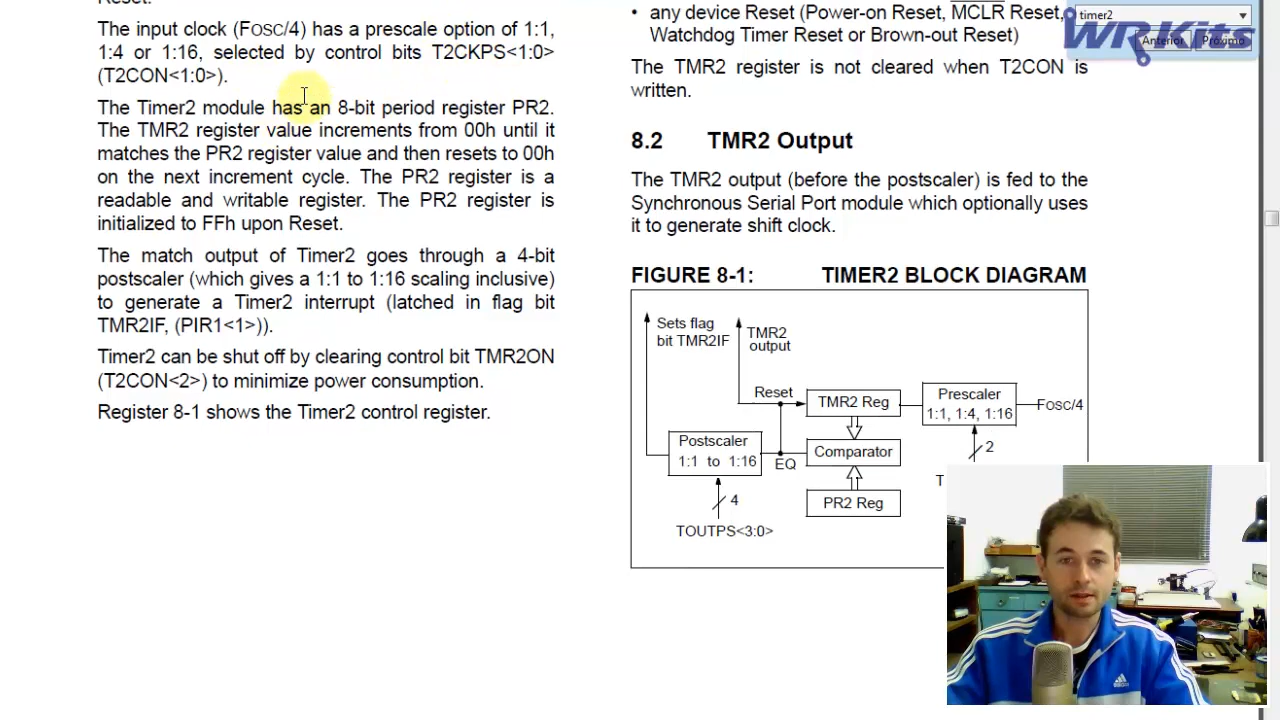 Reset.
The input clock (FOSC/4) has a prescale option of 1:1,
1:4 or 1:16, selected by control bits T2CKPS<1:0>
(T2CON<1:0>).
The Timer2 module has an 8-bit period register PR2.
The TMR2 register value increments from 00h until it
matches the PR2 register value and then resets to 00h
on the next increment cycle. The PR2 register is a
readable and writable register. The PR2 register is
initialized to FFh upon Reset.
The match output of Timer2 goes through a 4-bit
postscaler (which gives a 1:1 to 1:16 scaling inclusive)
to generate a Timer2 interrupt (latched in flag bit
TMR2IF, (PIR1<1>)).
Timer2 can be shut off by clearing control bit TMR2ON
(T2CON<2>) to minimize power consumption.
Register 8-1 shows the Timer2 control register.
• any device Reset (Power-on Reset, MCLR Reset,
Watchdog Timer Reset or Brown-out Reset)
The TMR2 register is not cleared when T2CON is
written.
8.2 TMR2 Output
The TMR2 output (before the postscaler) is fed to the
Synchronous Serial Port module which optionally uses
it to generate shift clock.
FIGURE 8-1: TIMER2 BLOCK DIAGRAM
Sets flag
bit TMR2IF
TMR2
output
Reset
TMR2 Reg
Prescaler
1:1, 1:4, 1:16
FOSC/4
2
Postscaler
1:1 to 1:16
EQ
Comparator
4
PR2 Reg
TOUTPS<3:0>
T
timer2
WRKits
Anterior
Próximo
adidas